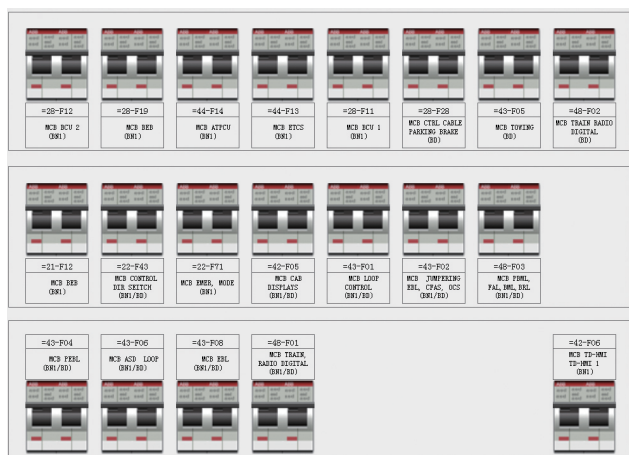 =28-F12
MCB BCU 2
(BN1)
=28-F19
MCB BEB
(BN1)
=44-F14
MCB ATPCU
(BN1)
=44-F13
MCB ETCS
(BN1)
=28-F11
MCB BCU 1
(BN1)
=28-F28
MCB CTRL CABLE
PARKING BRAKE
(BD)
=43-F05
MCB TOWING
(BD)
=48-F02
MCB TRAIN RADIO
DIGITAL
(BD)
=21-F12
MCB BEB
(BN1)
=22-F43
MCB CONTROL
DIR SEITCH
(BN1/BD)
=22-F71
MCB EMER, MODE
(BN1)
=42-F05
MCB CAB
DISPLAYS
(BN1/BD)
=43-F01
MCB LOOP
CONTROL
(BN1/BD)
=43-F02
MCB JUMPERING
EBL, CPAS, OCS
(BN1/BD)
=48-F03
MCB PBML,
FAL, BML, BRL
(BN1/BD)
=43-F04
MCB PEBL
(BN1/BD)
=43-F06
MCB ASD LOOP
(BN1/BD)
=43-F08
MCB EBL
(BN1/BD)
=48-F01
MCB TRAIN,
RADIO DIGITAL
(BN1/BD)
=42-F06
MCB TD-HMI
TD-HMI 1
(BN1)